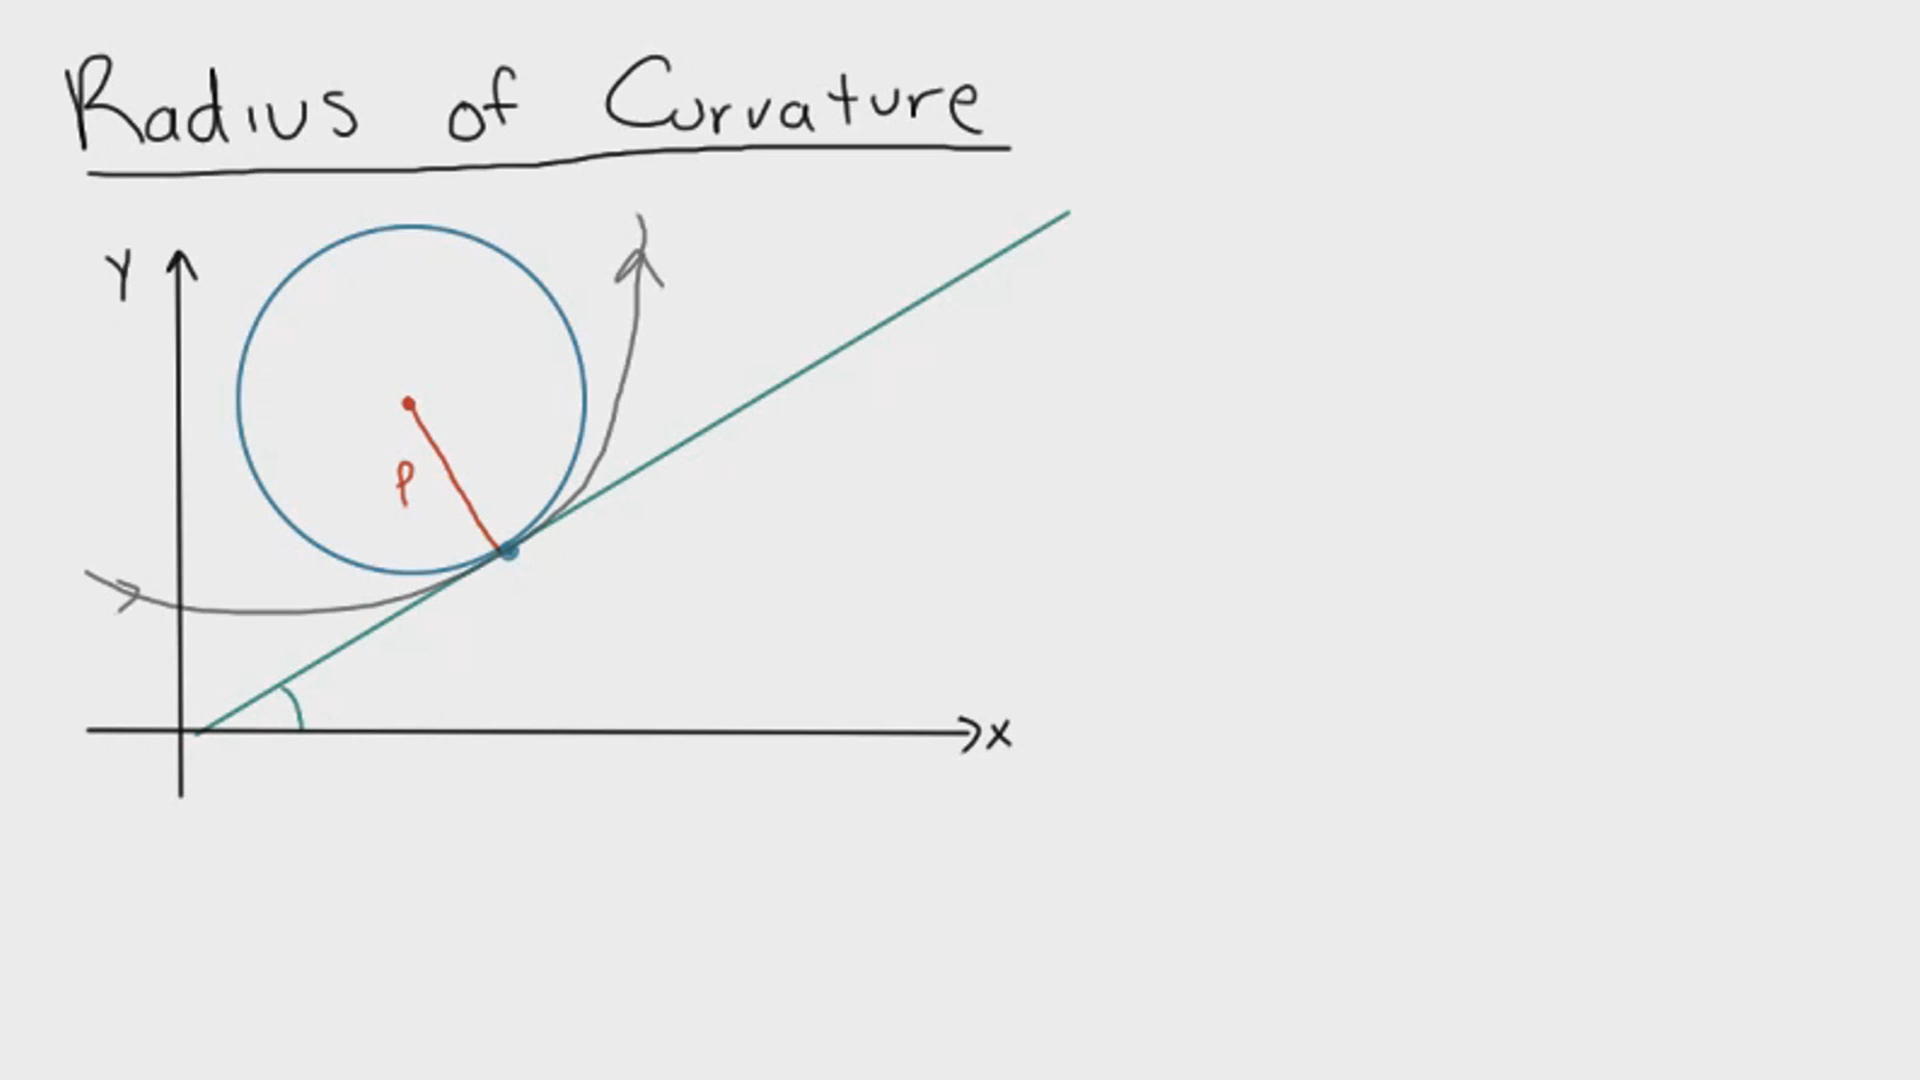 Radius of Curvature
Y
ρ
X